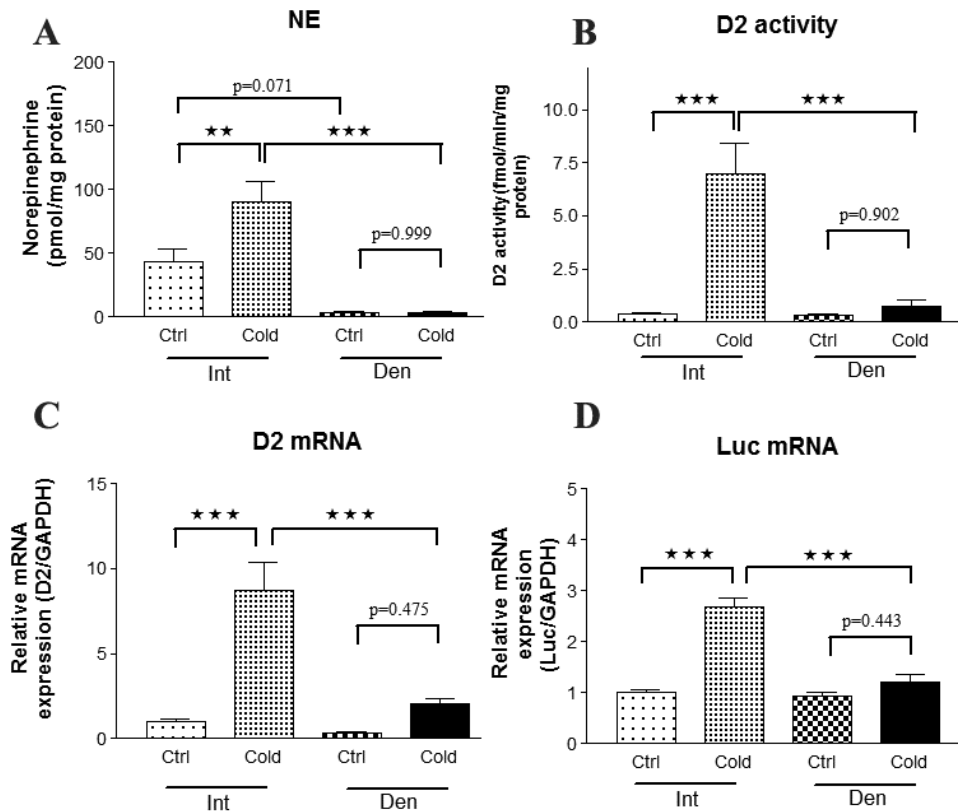 A
NE
Norepinephrine
(pmol/mg protein)
200
150
100
50
0
p=0.071
★★
★★★
p=0.999
Ctrl
Cold
Ctrl
Cold
Int
Den
B
D2 activity
D2 activity(fmol/min/mg
protein)
10.0
7.5
5.0
2.5
0.0
★★★
★★★
p=0.902
Ctrl
Cold
Ctrl
Cold
Int
Den
C
D2 mRNA
Relative mRNA
expression (D2/GAPDH)
15
10
5
0
★★★
★★★
p=0.475
Ctrl
Cold
Ctrl
Cold
Int
Den
D
Luc mRNA
Relative mRNA
expression
(Luc/GAPDH)
5
4
3
2
1
0
★★★
★★★
p=0.443
Ctrl
Cold
Ctrl
Cold
Int
Den